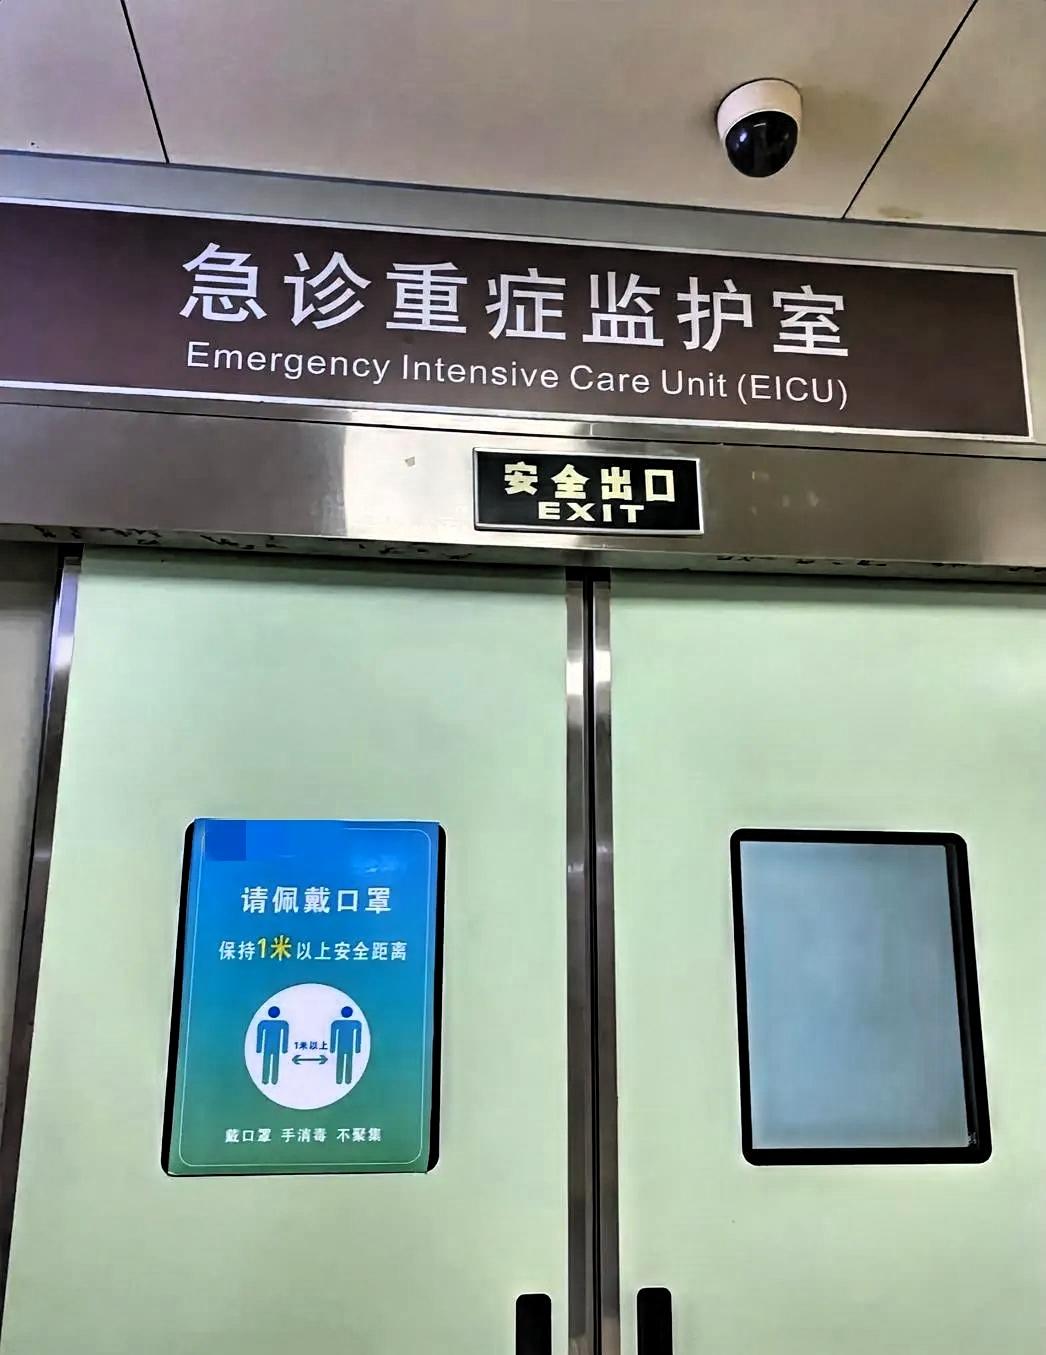 急诊重症监护室
Emergency Intensive Care Unit (EICU)
安全出口
EXIT
请佩戴口罩
保持1米以上安全距离
1米以上
戴口罩 手消毒 不聚集